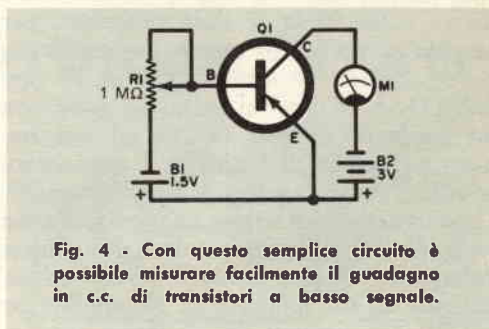 Q1
C
R1
1 MΩ
B
M1
E
B1
1.5V
+
B2
3V
+
Fig. 4 - Con questo semplice circuito è
possibile misurare facilmente il guadagno
in c.c. di transistori a basso segnale.